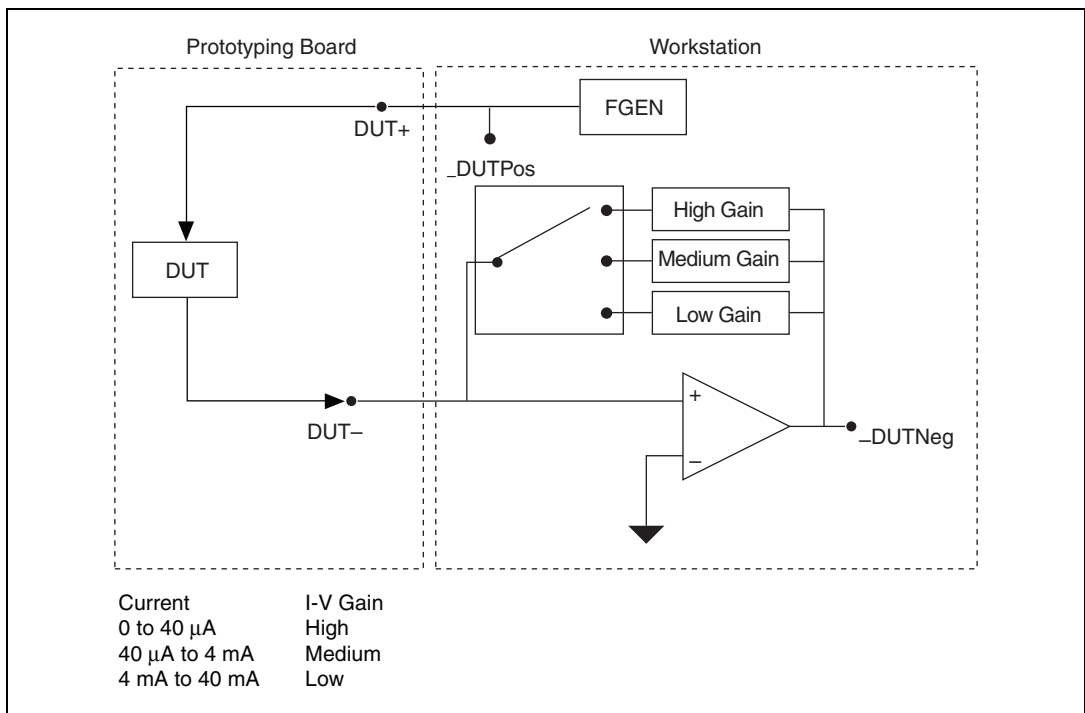 Prototyping Board
Workstation
FGEN
DUT+
_DUTPos
High Gain
DUT
Medium Gain
Low Gain
+
DUT–
–
–DUTNeg
Current I-V Gain
0 to 40 μA High
40 μA to 4 mA Medium
4 mA to 40 mA Low